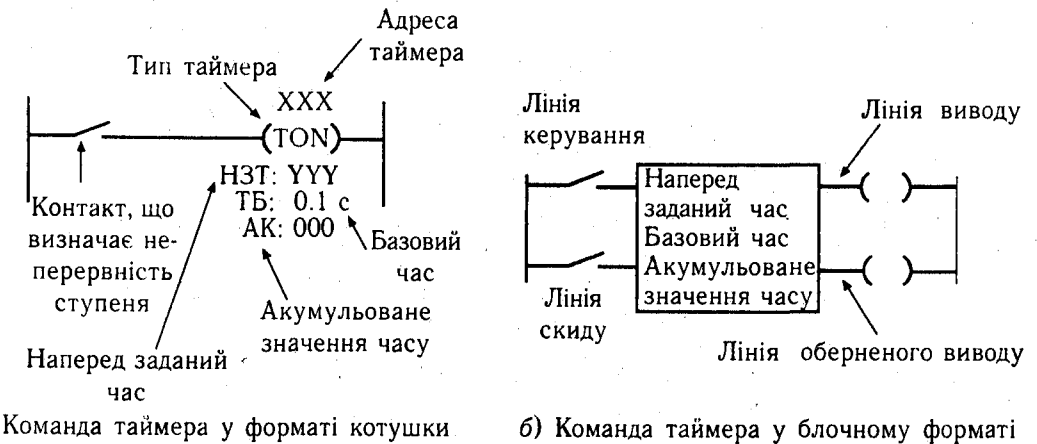 Адреса
таймера
Тип таймера
XXX
(TON)
НЗТ: YYY
ТБ: 0.1 с
АК: 000
Контакт, що
визначає не-
перервність
ступеня
Базовий
час
Акумульоване
значення часу
Наперед заданий
час
Команда таймера у форматі котушки
Лінія
керування
Лінія виводу
Наперед
заданий час
Базовий час
Акумульоване
значення часу
Лінія
скиду
Лінія оберненого виводу
б) Команда таймера у блочному форматі